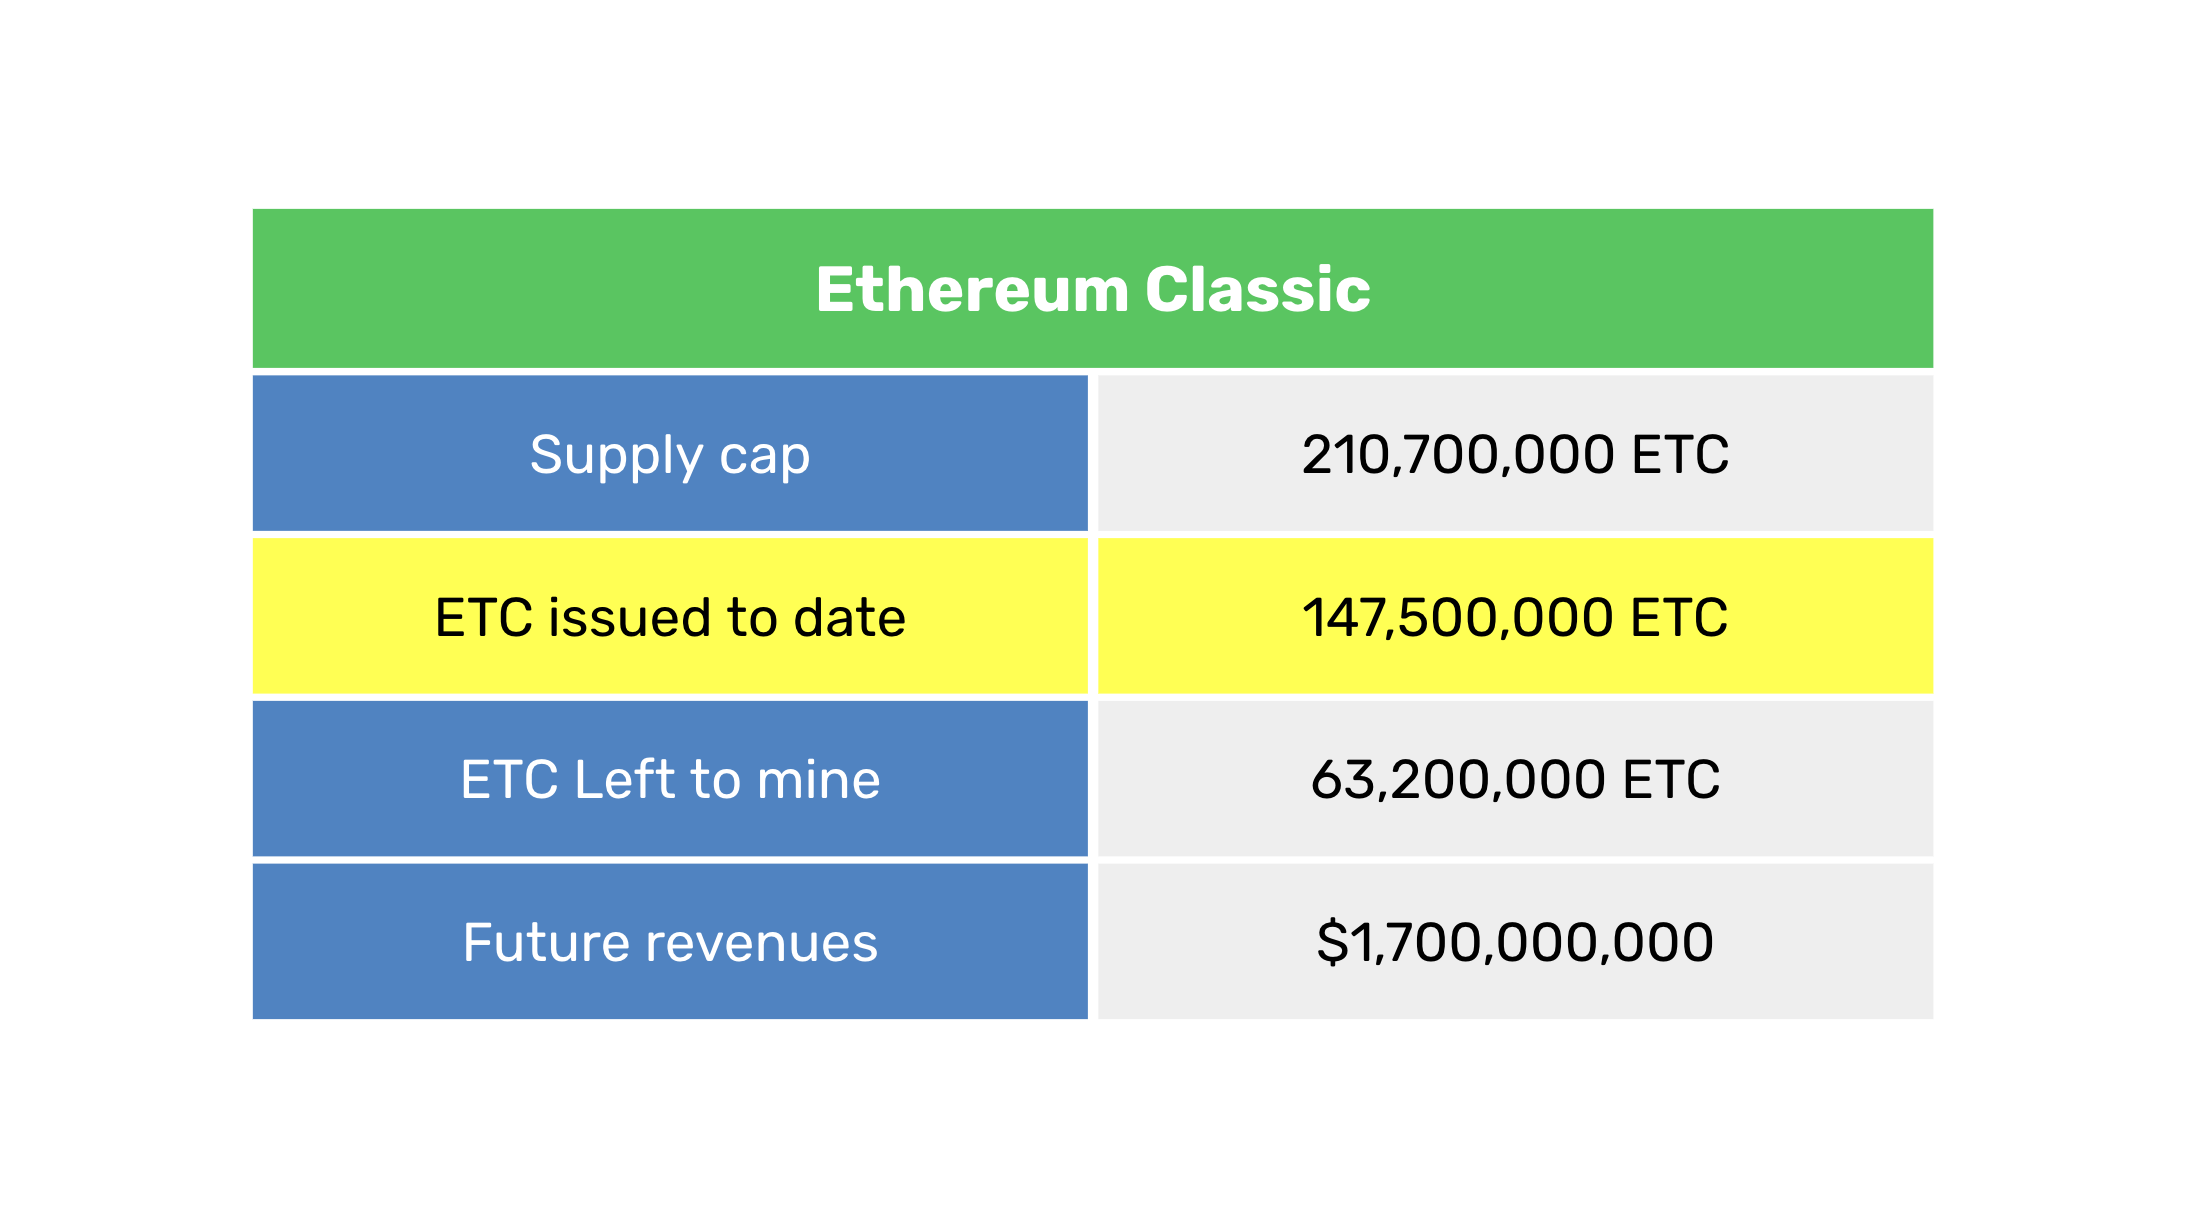 Ethereum Classic
Supply cap 210,700,000 ETC
ETC issued to date 147,500,000 ETC
ETC Left to mine 63,200,000 ETC
Future revenues $1,700,000,000